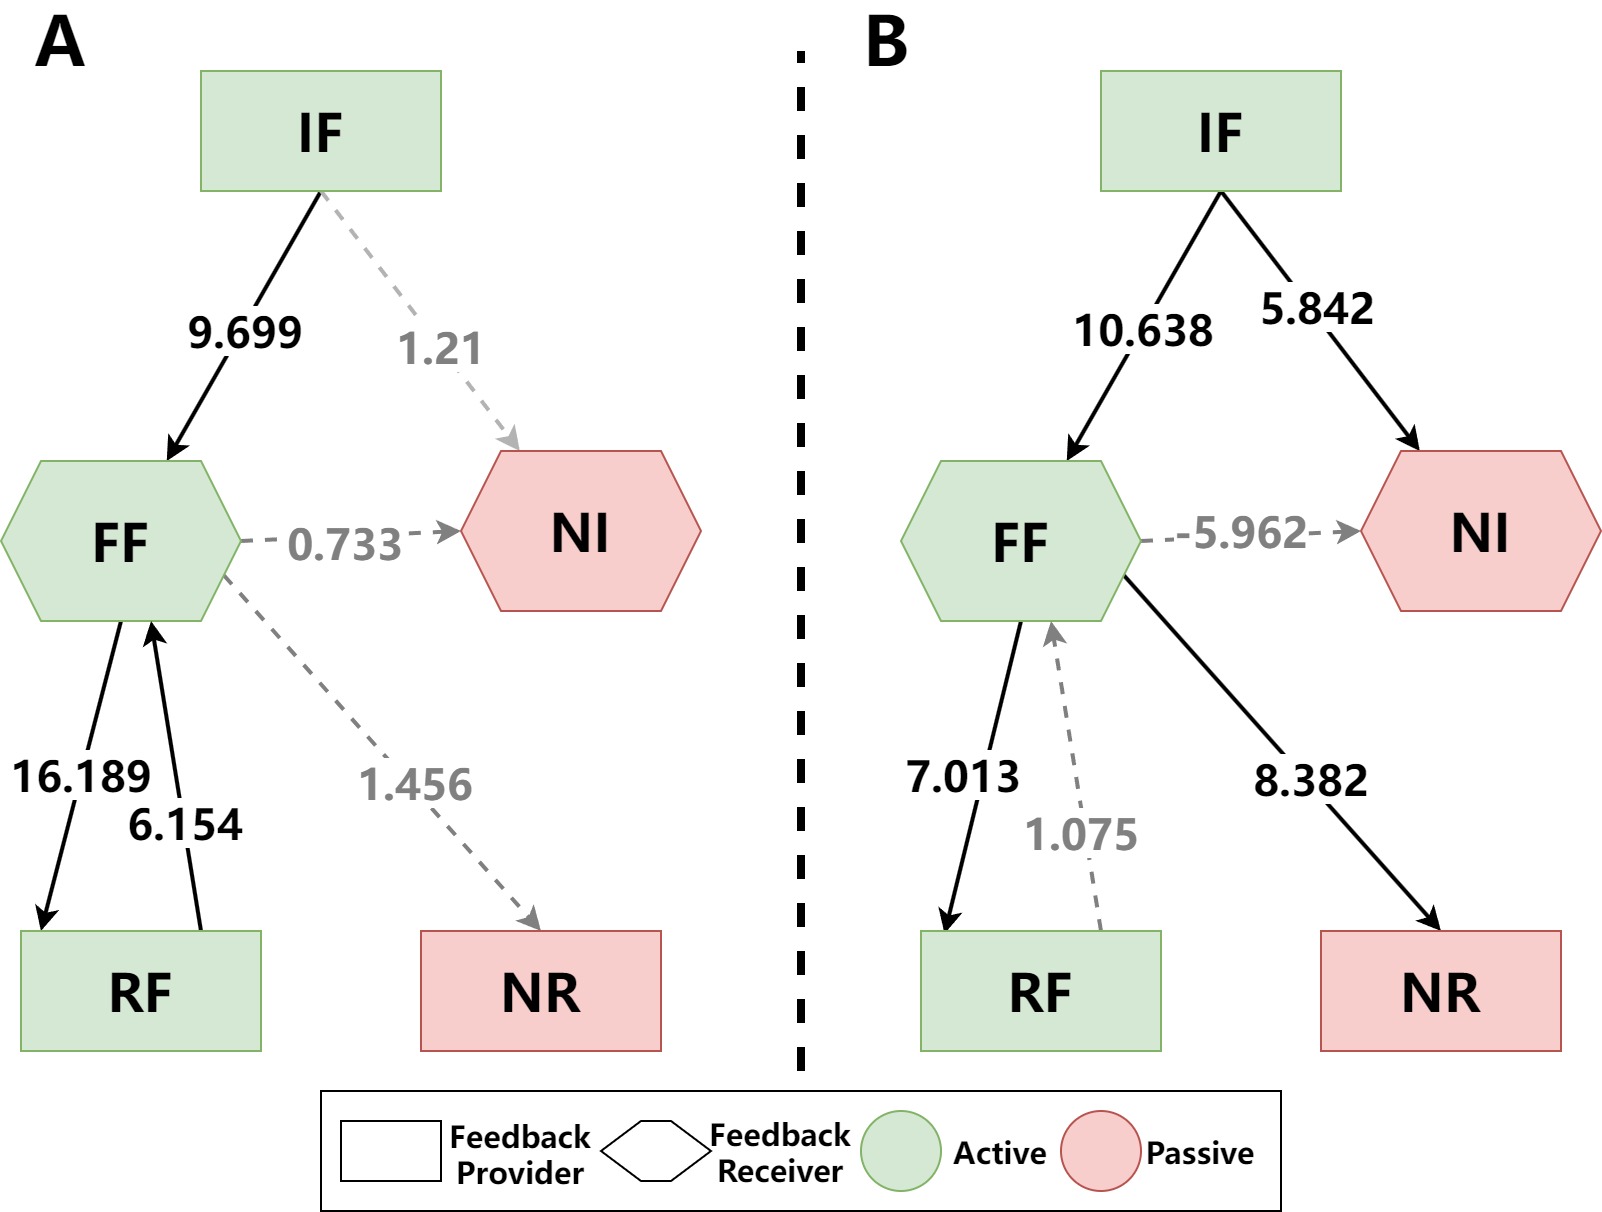 A
B
IF
IF
9.699
1.21
10.638
5.842
FF
0.733
NI
FF
-5.962
NI
16.189
6.154
1.456
7.013
1.075
8.382
RF
NR
RF
NR
Feedback
Provider
Feedback
Receiver
Active
Passive